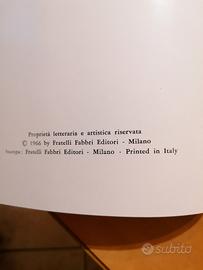 Proprietà letteraria e artistica riservata
© 1966 by Fratelli Fabbri Editori - Milano
Stampa: Fratelli Fabbri Editori - Milano - Printed in Italy
subito